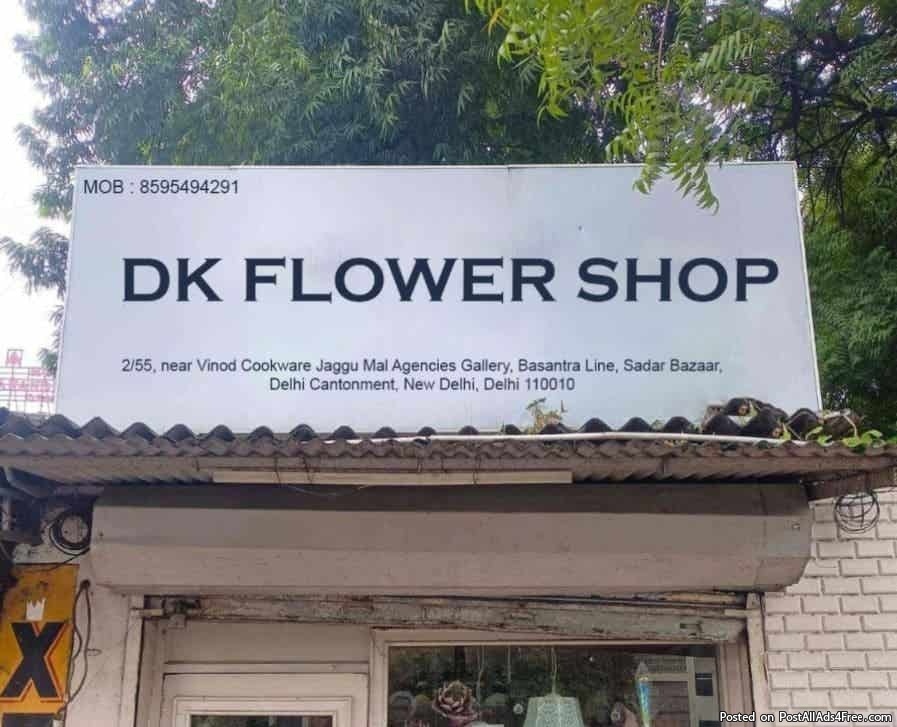 MOB : 8595494291
DK FLOWER SHOP
2/55, near Vinod Cookware Jaggu Mal Agencies Gallery, Basantra Line, Sadar Bazaar,
Delhi Cantonment, New Delhi, Delhi 110010
X
Posted on PostAllAds4Free.com